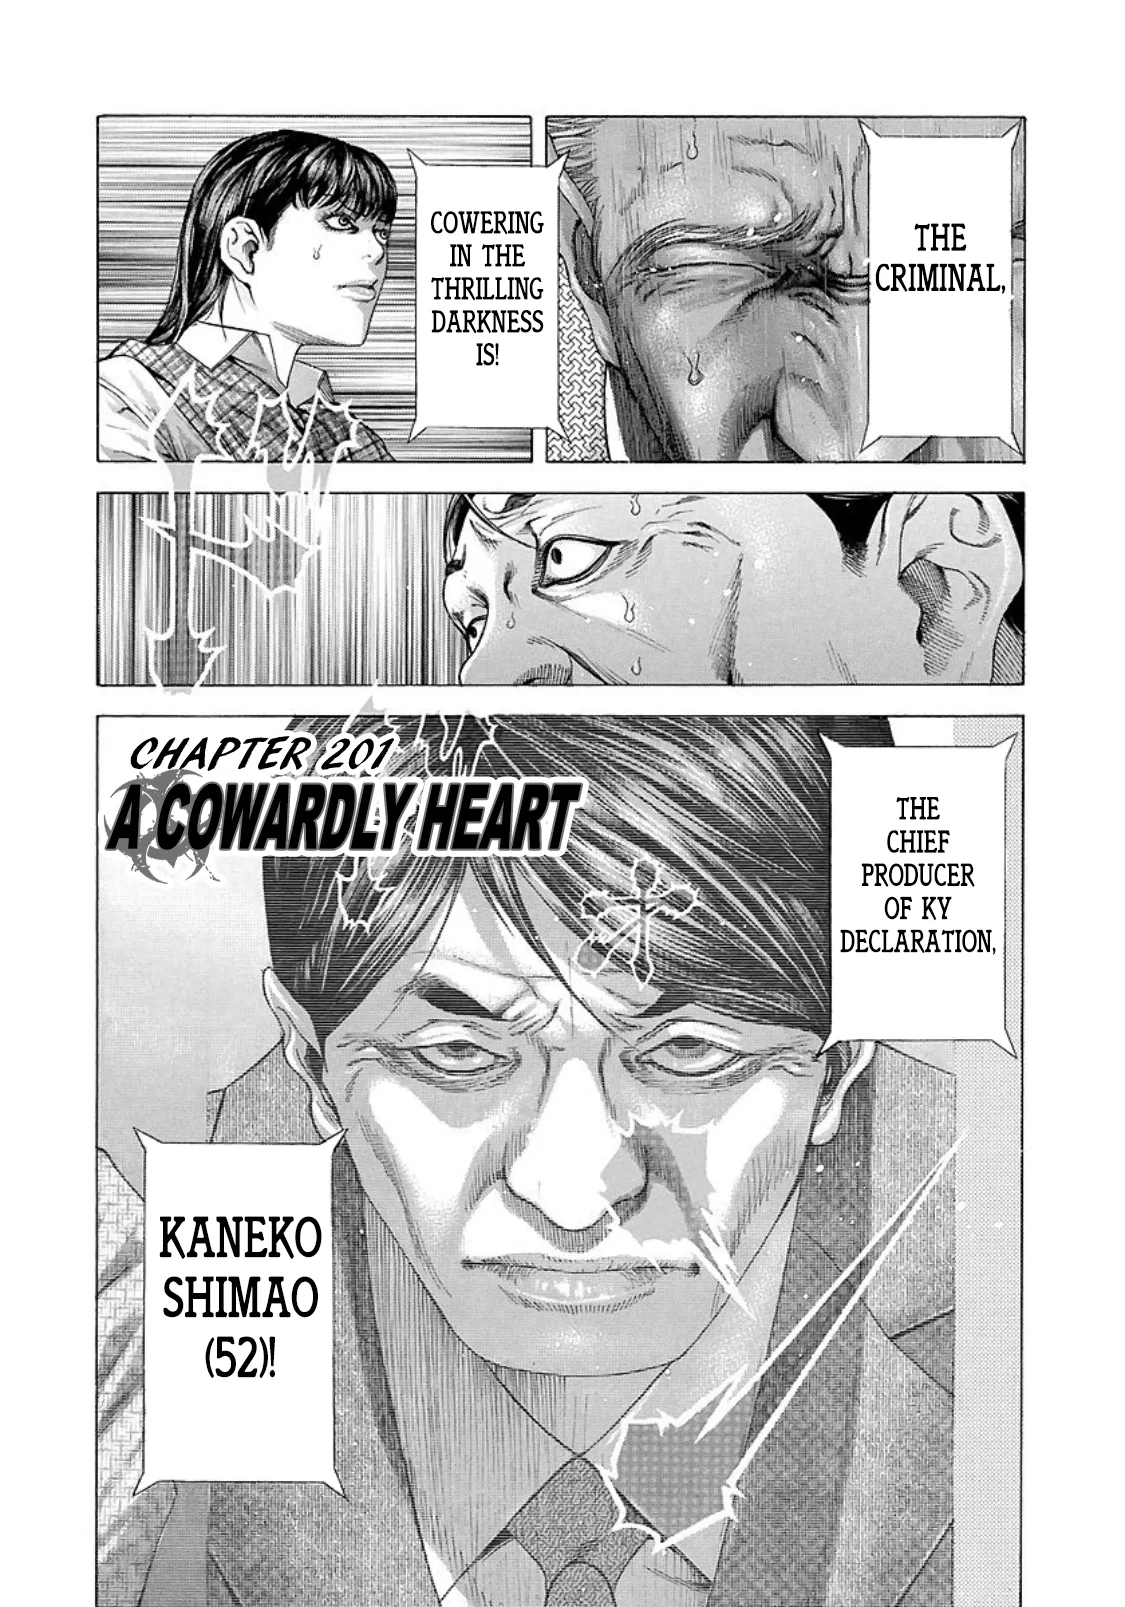 THE
CRIMINAL,
COWERING
IN THE
THRILLING
DARKNESS
IS!
CHAPTER 201
A COWARDLY HEART
THE
CHIEF
PRODUCER
OF KY
DECLARATION,
KANEKO
SHIMAO
(52)!